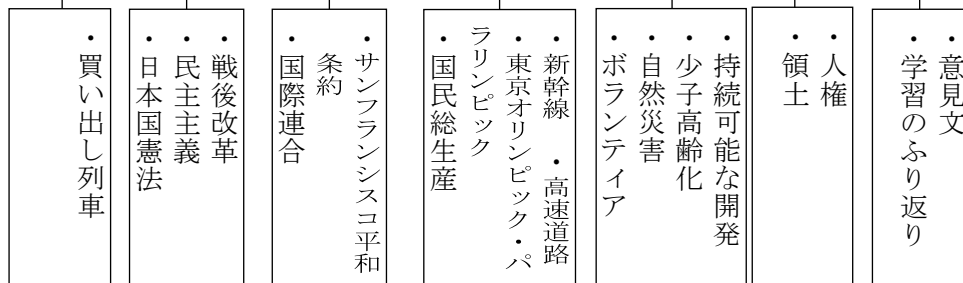 ・意見文
・学習のふり返り
・人権
・領土
・持続可能な開発
・少子高齢化
・自然災害
・ボランティア
・新幹線　・高速道路
・東京オリンピック・パ
ラリンピック
・国民総生産
・サンフランシスコ平和
条約
・国際連合
・戦後改革
・民主主義
・日本国憲法
・買い出し列車